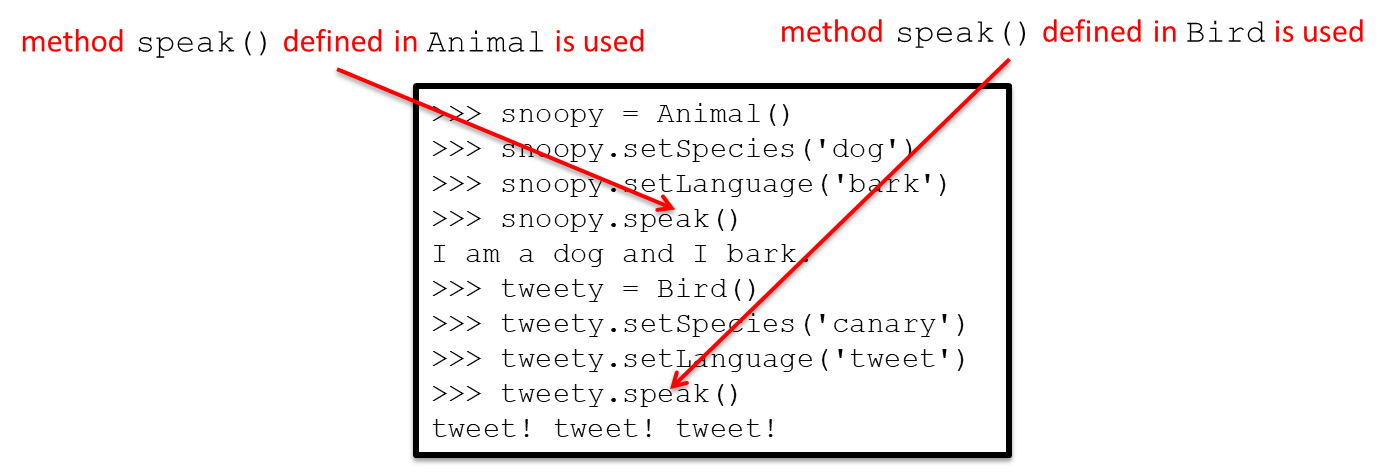 method speak() defined in Animal is used
method speak() defined in Bird is used
>>> snoopy = Animal()
>>> snoopy.setSpecies('dog')
>>> snoopy.setLanguage('bark')
>>> snoopy.speak()
I am a dog and I bark.
>>> tweety = Bird()
>>> tweety.setSpecies('canary')
>>> tweety.setLanguage('tweet')
>>> tweety.speak()
tweet! tweet! tweet!